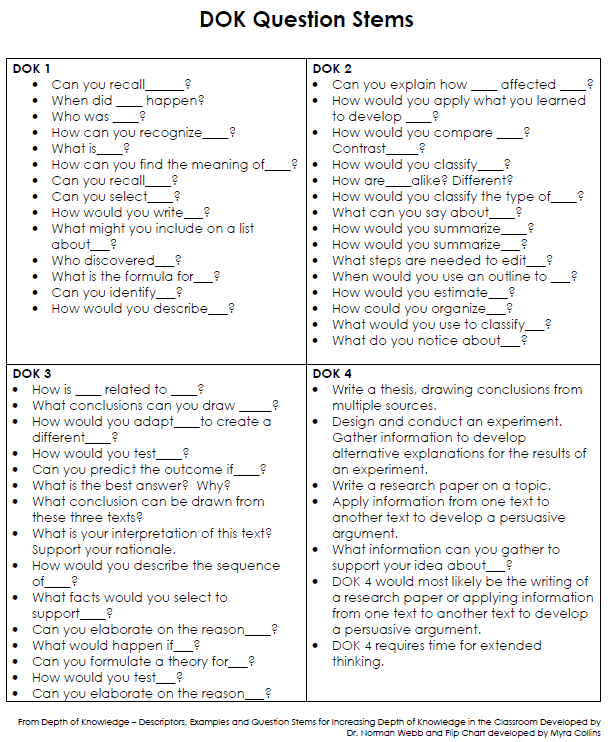 DOK Question Stems
DOK 1
• Can you recall______?
• When did ____ happen?
• Who was ____?
• How can you recognize____?
• What is____?
• How can you find the meaning of____?
• Can you recall____?
• Can you select____?
• How would you write___?
• What might you include on a list
about___?
• Who discovered___?
• What is the formula for___?
• Can you identify___?
• How would you describe___?
DOK 2
• Can you explain how ____ affected ____?
• How would you apply what you learned
to develop ____?
• How would you compare ____?
Contrast_____?
• How would you classify____?
• How are____alike? Different?
• How would you classify the type of____?
• What can you say about____?
• How would you summarize____?
• How would you summarize___?
• What steps are needed to edit___?
• When would you use an outline to ___?
• How would you estimate___?
• How could you organize___?
• What would you use to classify___?
• What do you notice about___?
DOK 3
• How is ____ related to ____?
• What conclusions can you draw _____?
• How would you adapt____to create a
different____?
• How would you test____?
• Can you predict the outcome if____?
• What is the best answer? Why?
• What conclusion can be drawn from
these three texts?
• What is your interpretation of this text?
Support your rationale.
• How would you describe the sequence
of____?
• What facts would you select to
support____?
• Can you elaborate on the reason____?
• What would happen if___?
• Can you formulate a theory for___?
• How would you test___?
• Can you elaborate on the reason___?
DOK 4
• Write a thesis, drawing conclusions from
multiple sources.
• Design and conduct an experiment.
Gather information to develop
alternative explanations for the results of
an experiment.
• Write a research paper on a topic.
• Apply information from one text to
another text to develop a persuasive
argument.
• What information can you gather to
support your idea about___?
• DOK 4 would most likely be the writing of
a research paper or applying information
from one text to another text to develop
a persuasive argument.
• DOK 4 requires time for extended
thinking.
From Depth of Knowledge – Descriptors, Examples and Question Stems for Increasing Depth of Knowledge in the Classroom Developed by
Dr. Norman Webb and Flip Chart developed by Myra Collins